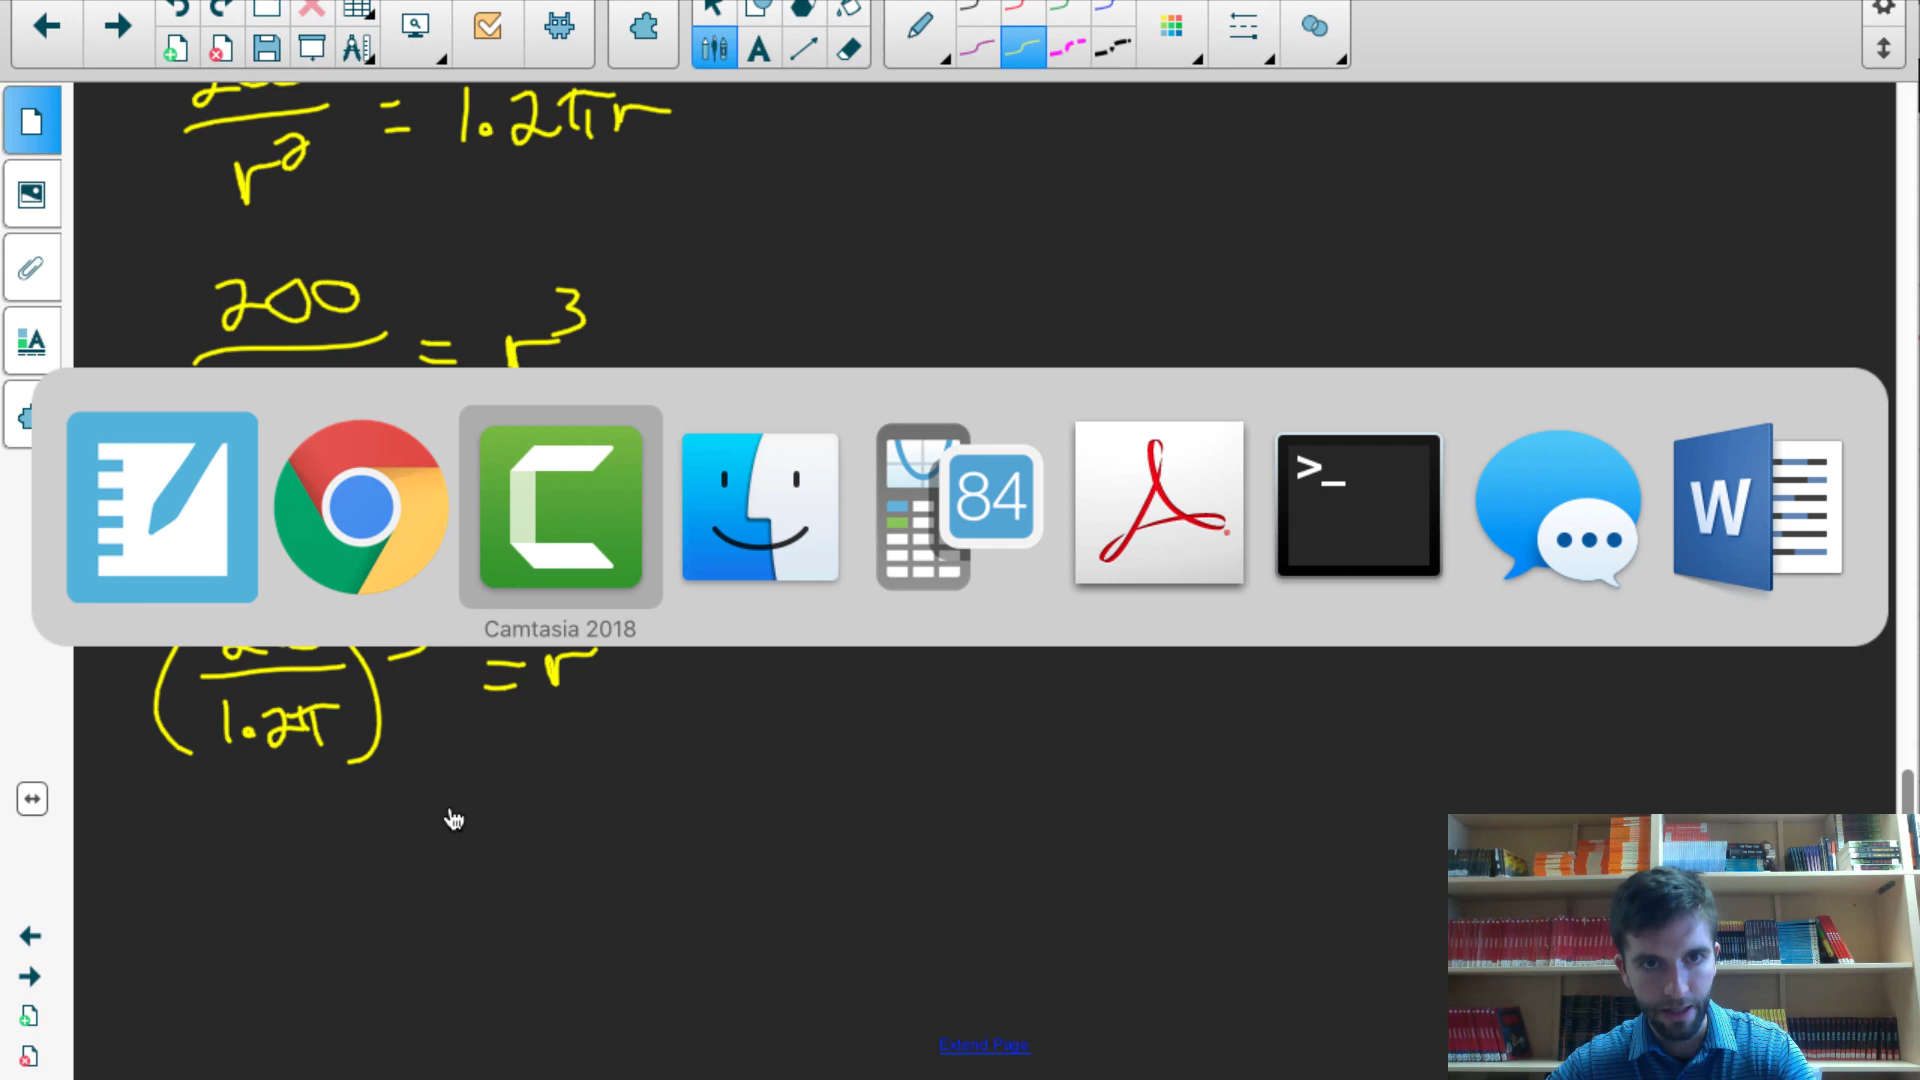 = 1.2πr
r²
200
= r³
84
>_
W
Camtasia 2018
= r
1.2π
Extend Page